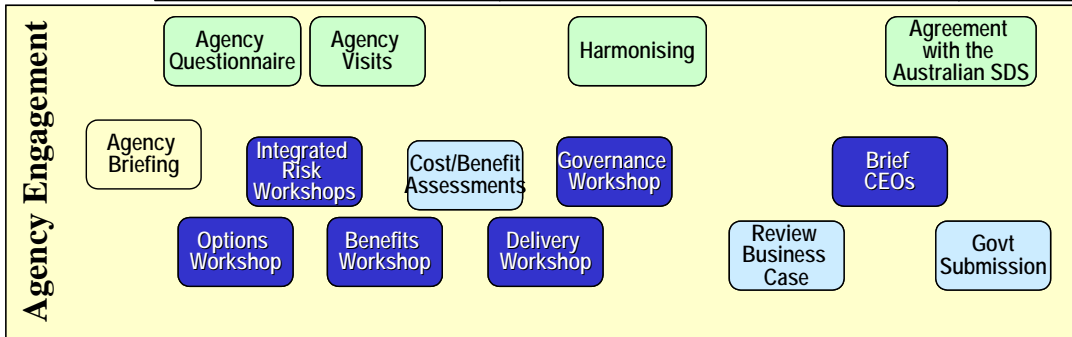 Agency Engagement
Agency
Questionnaire
Agency
Visits
Harmonising
Agreement
with the
Australian SDS
Agency
Briefing
Integrated
Risk
Workshops
Cost/Benefit
Assessments
Governance
Workshop
Brief
CEOs
Options
Workshop
Benefits
Workshop
Delivery
Workshop
Review
Business
Case
Govt
Submission